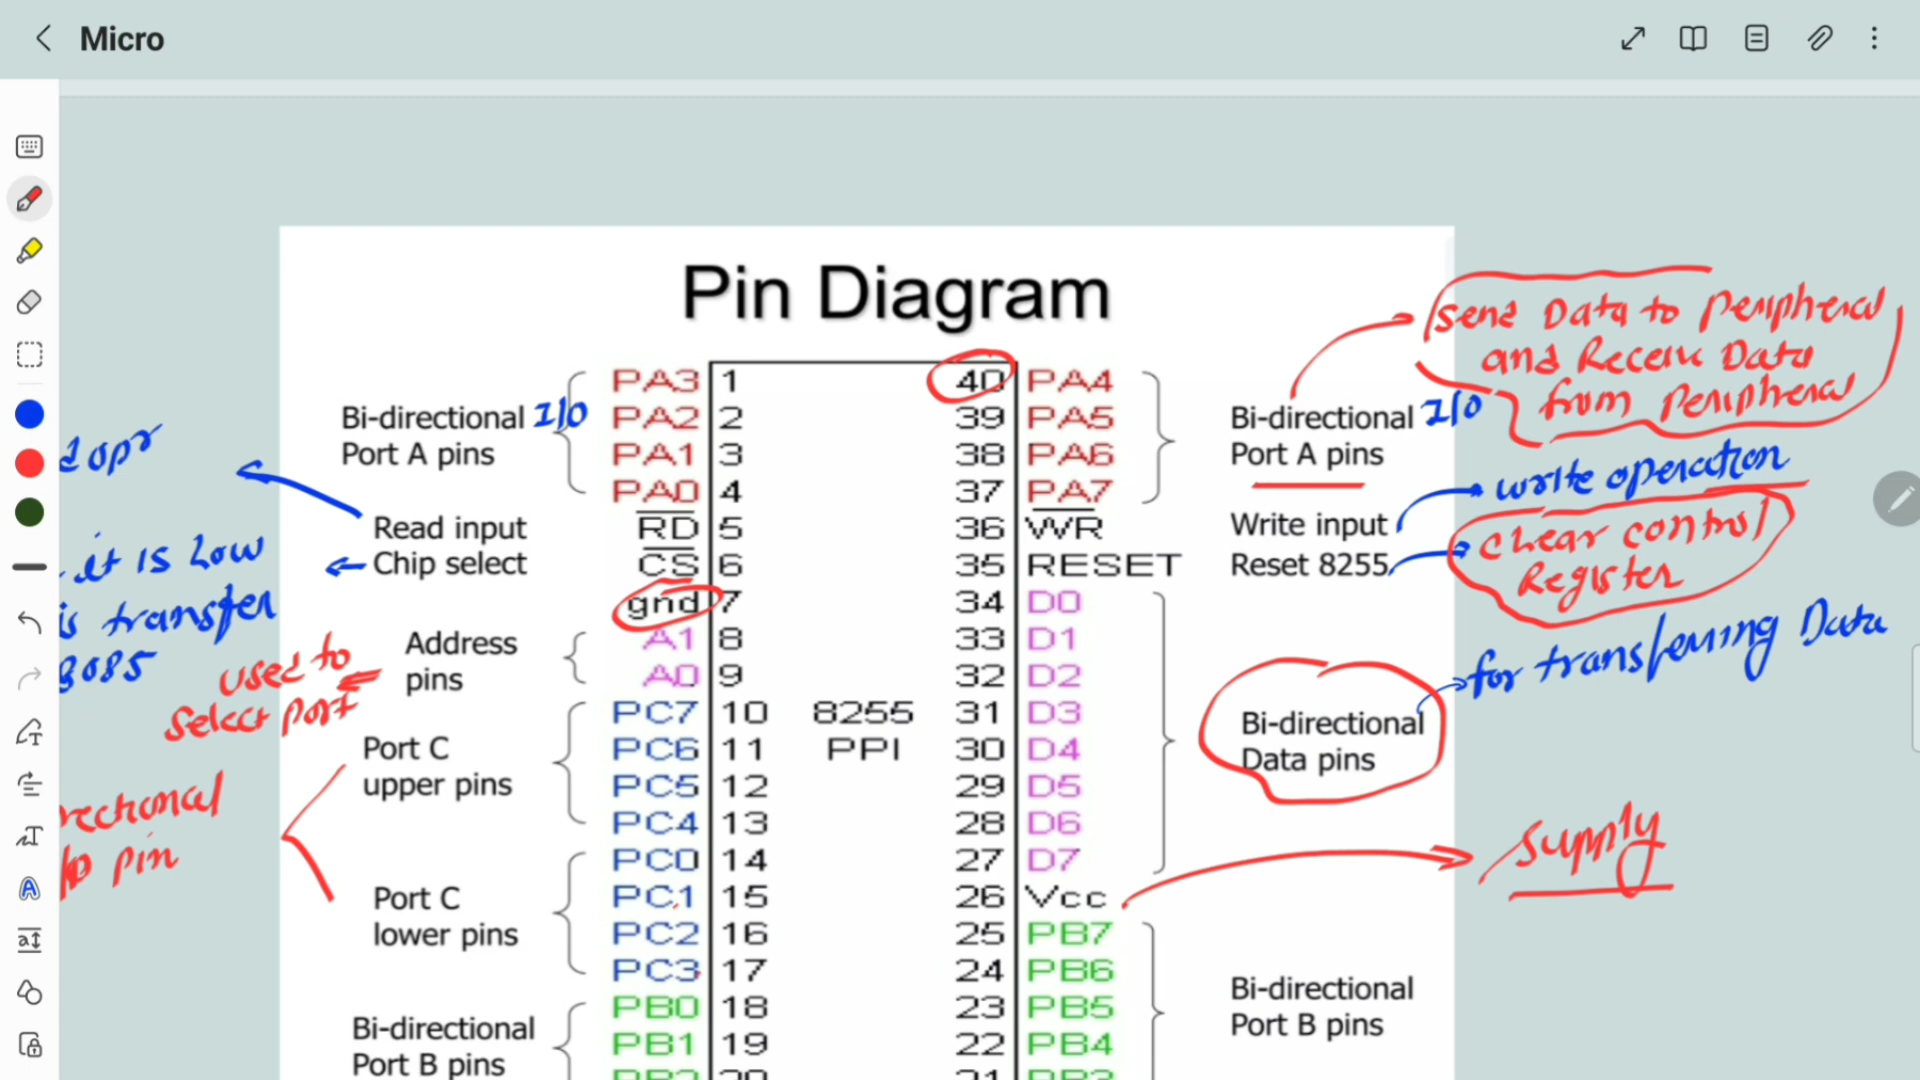 Micro
Pin Diagram
Send Data to Peripheral
and Receive Data
from Peripheral
PA3 1 40 PA4
Bi-directional I/O PA2 2 39 PA5 Bi-directional I/O
Port A pins PA1 3 38 PA6 Port A pins
PA0 4 37 PA7
write operation
Read input RD 5 36 WR Write input
Chip select CS 6 35 RESET Reset 8255
clear control
Register
it is Low
is transfer
8085
gnd 7 34 D0
Address A1 8 33 D1
pins A0 9 32 D2
used to
select port
for transferring Data
PC7 10 8255 31 D3 Bi-directional
Port C PC6 11 PPI 30 D4 Data pins
upper pins PC5 12 29 D5
PC4 13 28 D6
rectional
pin
PC0 14 27 D7
Supply
Port C PC1 15 26 Vcc
lower pins PC2 16 25 PB7
PC3 17 24 PB6
PB0 18 23 PB5 Bi-directional
Bi-directional PB1 19 22 PB4 Port B pins
Port B pins